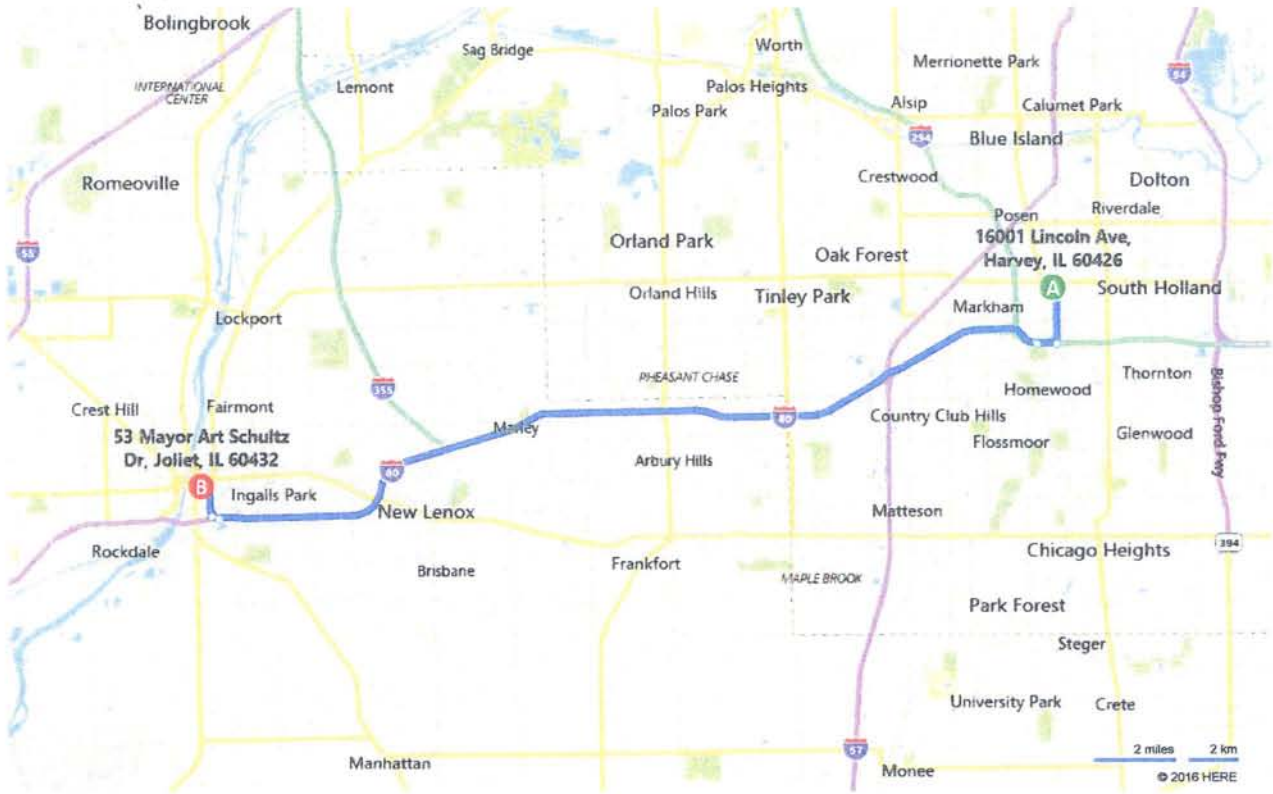 Bolingbrook
Worth
Sag Bridge
Merrionette Park
INTERNATIONAL
CENTER
Lemont
Palos Heights
Palos Park
Alsip
Calumet Park
294
Blue Island
Romeoville
Crestwood
Dolton
Posen
Riverdale
16001 Lincoln Ave,
Harvey, IL 60426
Orland Park
Oak Forest
55
A
South Holland
Orland Hills
Tinley Park
Markham
Lockport
PHEASANT CHASE
Homewood
Thornton
355
Bishop Ford Fwy
Crest Hill
Fairmont
Marley
80
Country Club Hills
Flossmoor
Glenwood
53 Mayor Art Schultz
Dr, Joliet, IL 60432
Arbury Hills
80
B
Ingalls Park
New Lenox
Matteson
Rockdale
Chicago Heights
394
Brisbane
Frankfort
MAPLE BROOK
Park Forest
Steger
University Park
Crete
Manhattan
57
Monee
2 miles
2 km
© 2016 HERE